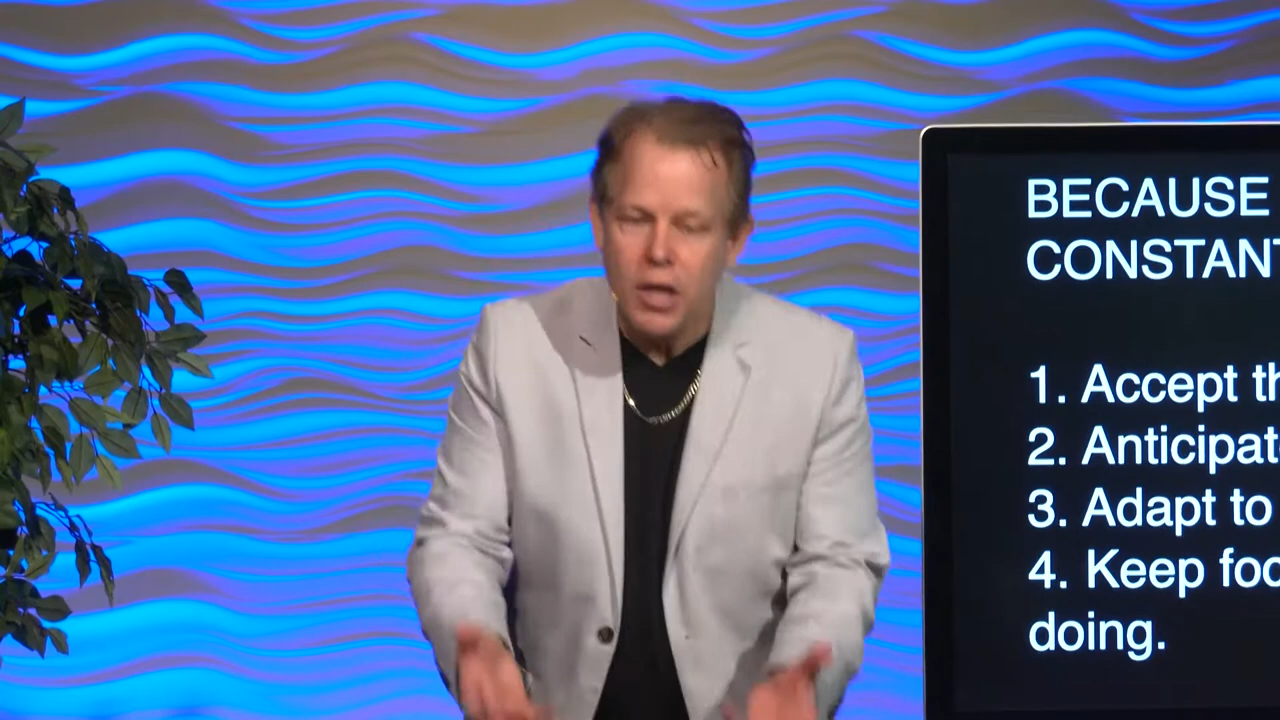 BECAUSE
CONSTANT
1. Accept th
2. Anticipat
3. Adapt to
4. Keep foc
doing.